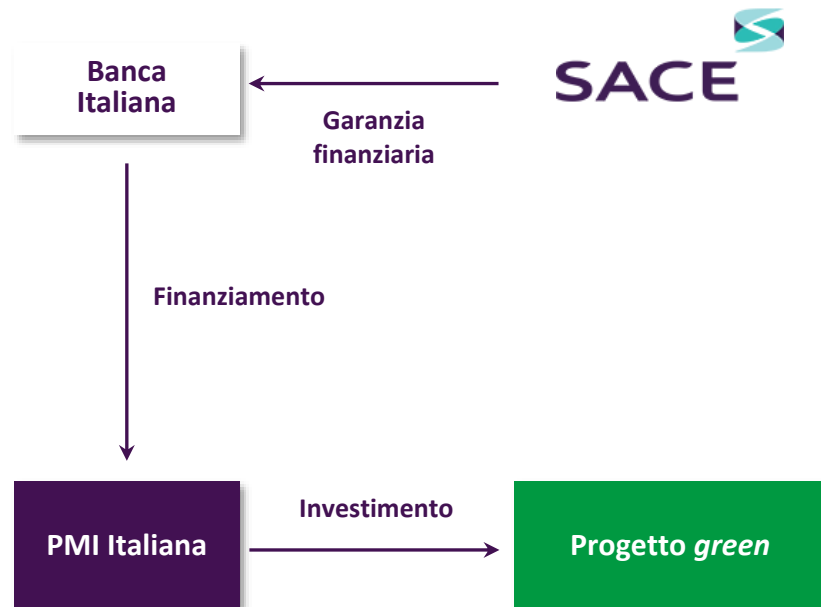 Banca
Italiana
SACE
Garanzia
finanziaria
Finanziamento
PMI Italiana
Investimento
Progetto green